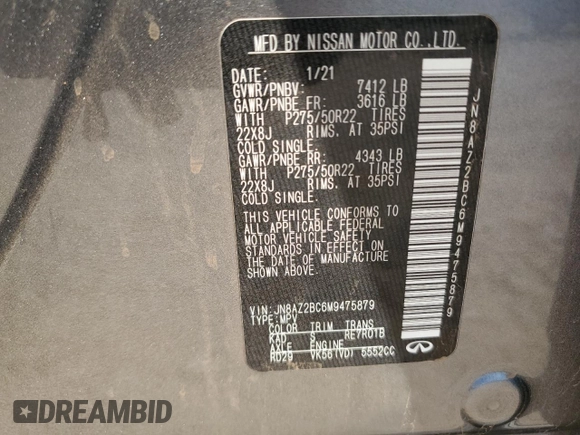 MFD BY NISSAN MOTOR CO.,LTD.
DATE: 1/21
GVWR/PNBV: 7412 LB
GAWR/PNBE FR: 3616 LB
WITH P275/50R22 TIRES
22X8J RIMS. AT 35PSI
COLD SINGLE.
GAWR/PNBE RR: 4343 LB
WITH P275/50R22 TIRES
22X8J RIMS. AT 35PSI
COLD SINGLE.
THIS VEHICLE CONFORMS TO
ALL APPLICABLE FEDERAL
MOTOR VEHICLE SAFETY
STANDARDS IN EFFECT ON
THE DATE OF MANUFACTURE
SHOWN ABOVE.
VIN: JN8AZ2BC6M9475879
TYPE: MPV
COLOR TRIM TRANS
KAD S RE7R01B
AXLE ENGINE
RD29 VK56(VD) 5552CC
JN8AZ2BC6M9475879
DREAMBID